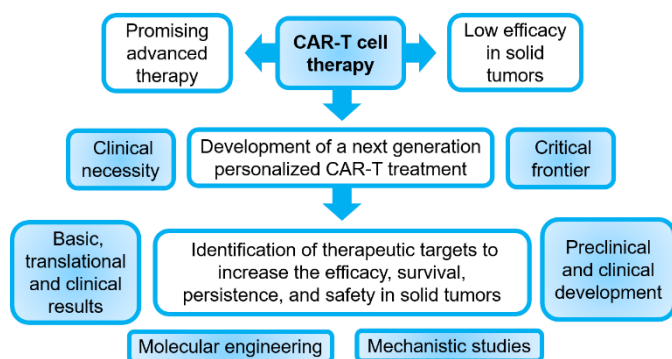 Promising
advanced
therapy
CAR-T cell
therapy
Low efficacy
in solid
tumors
Clinical
necessity
Development of a next generation
personalized CAR-T treatment
Critical
frontier
Basic,
translational
and clinical
results
Identification of therapeutic targets to
increase the efficacy, survival,
persistence, and safety in solid tumors
Preclinical
and clinical
development
Molecular engineering
Mechanistic studies